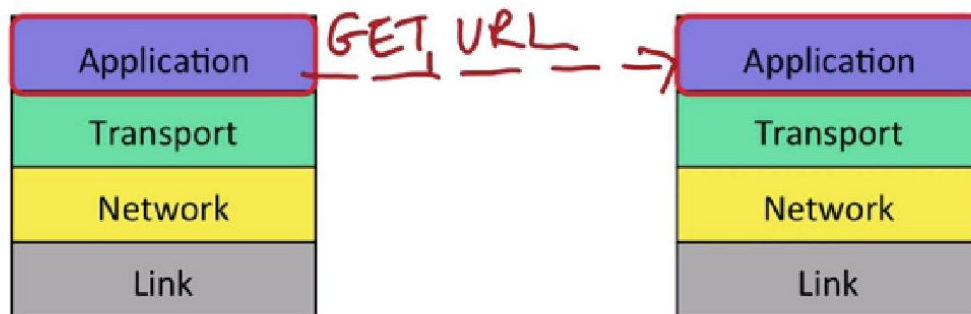 GET, URL
Application
Application
Transport
Transport
Network
Network
Link
Link